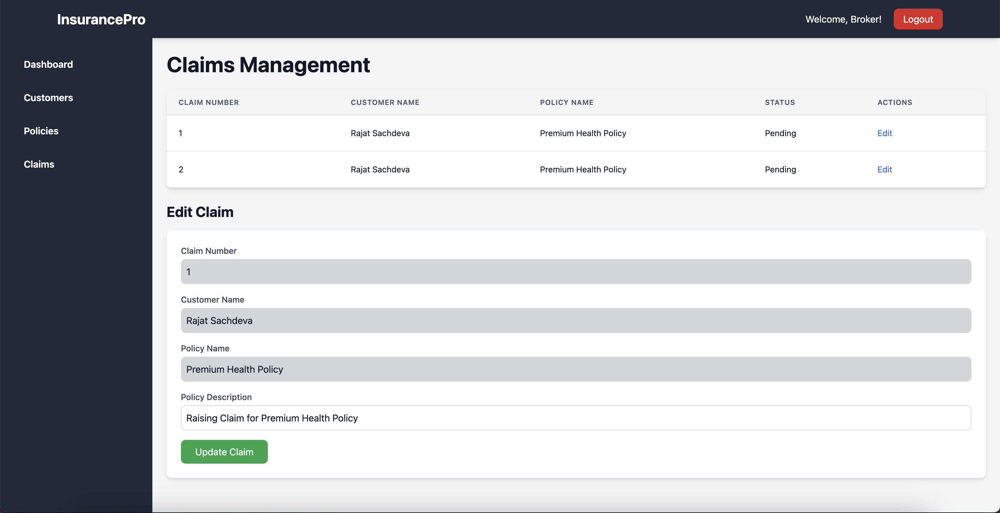 InsurancePro
Welcome, Broker!
Logout
Dashboard
Customers
Policies
Claims
Claims Management
CLAIM NUMBER CUSTOMER NAME POLICY NAME STATUS ACTIONS
1 Rajat Sachdeva Premium Health Policy Pending Edit
2 Rajat Sachdeva Premium Health Policy Pending Edit
Edit Claim
Claim Number
1
Customer Name
Rajat Sachdeva
Policy Name
Premium Health Policy
Policy Description
Raising Claim for Premium Health Policy
Update Claim